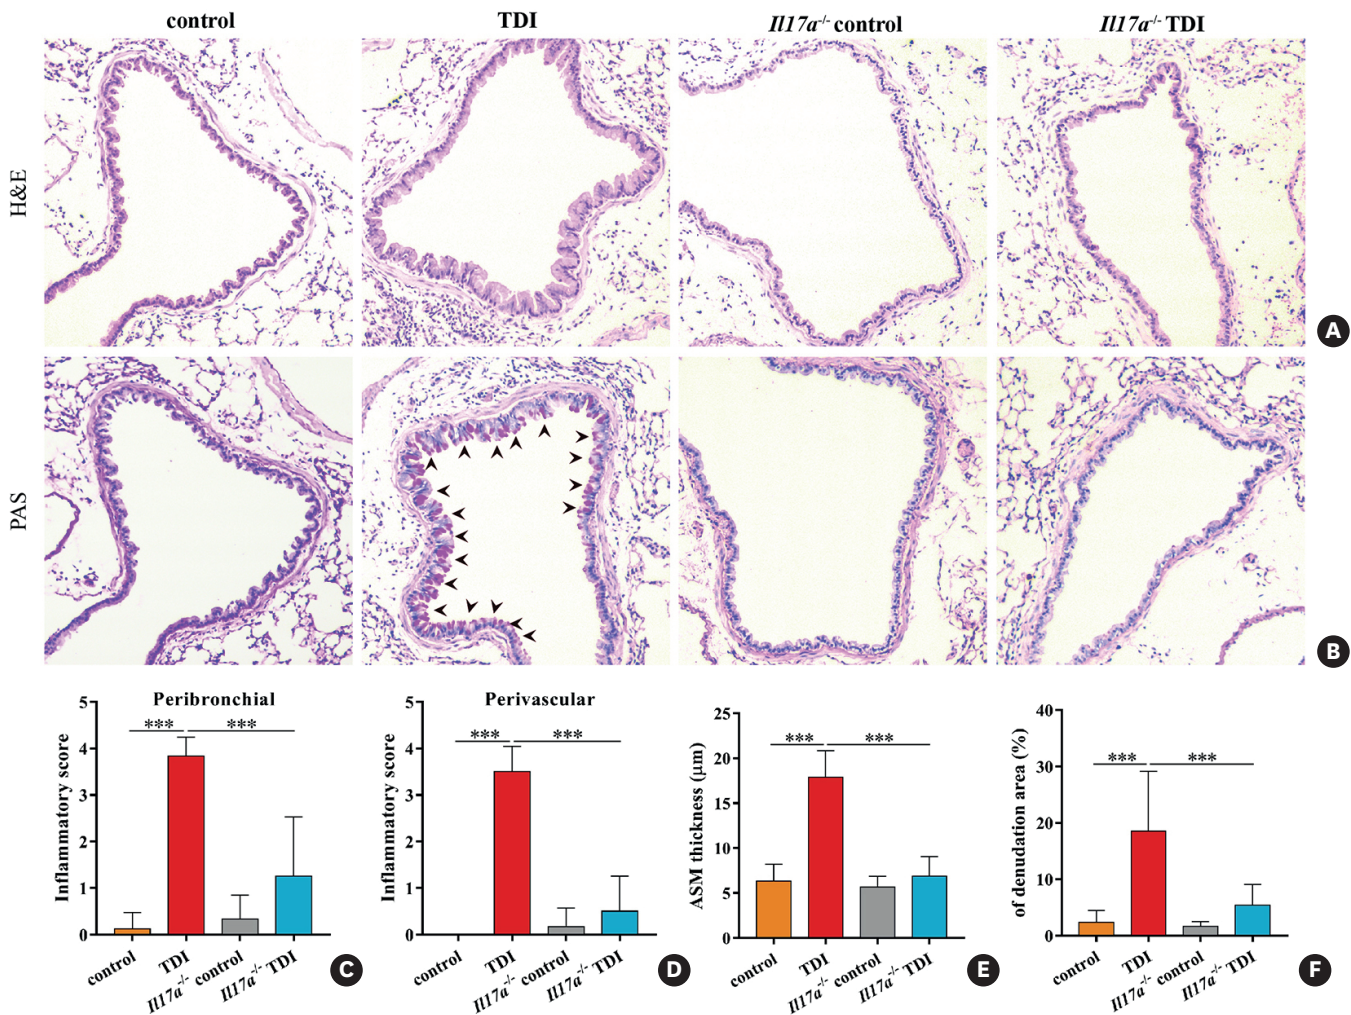 control TDI Il17a-/- control Il17a-/- TDI
H&E
A
PAS
B
Peribronchial
Inflammatory score
5
4
3
2
1
0
*** ***
control TDI Il17a-/- control Il17a-/- TDI
C
Perivascular
Inflammatory score
5
4
3
2
1
0
*** ***
control TDI Il17a-/- control Il17a-/- TDI
D
ASM thickness (μm)
25
20
15
10
5
0
*** ***
control TDI Il17a-/- control Il17a-/- TDI
E
of denudation area (%)
40
30
20
10
0
*** ***
control TDI Il17a-/- control Il17a-/- TDI
F